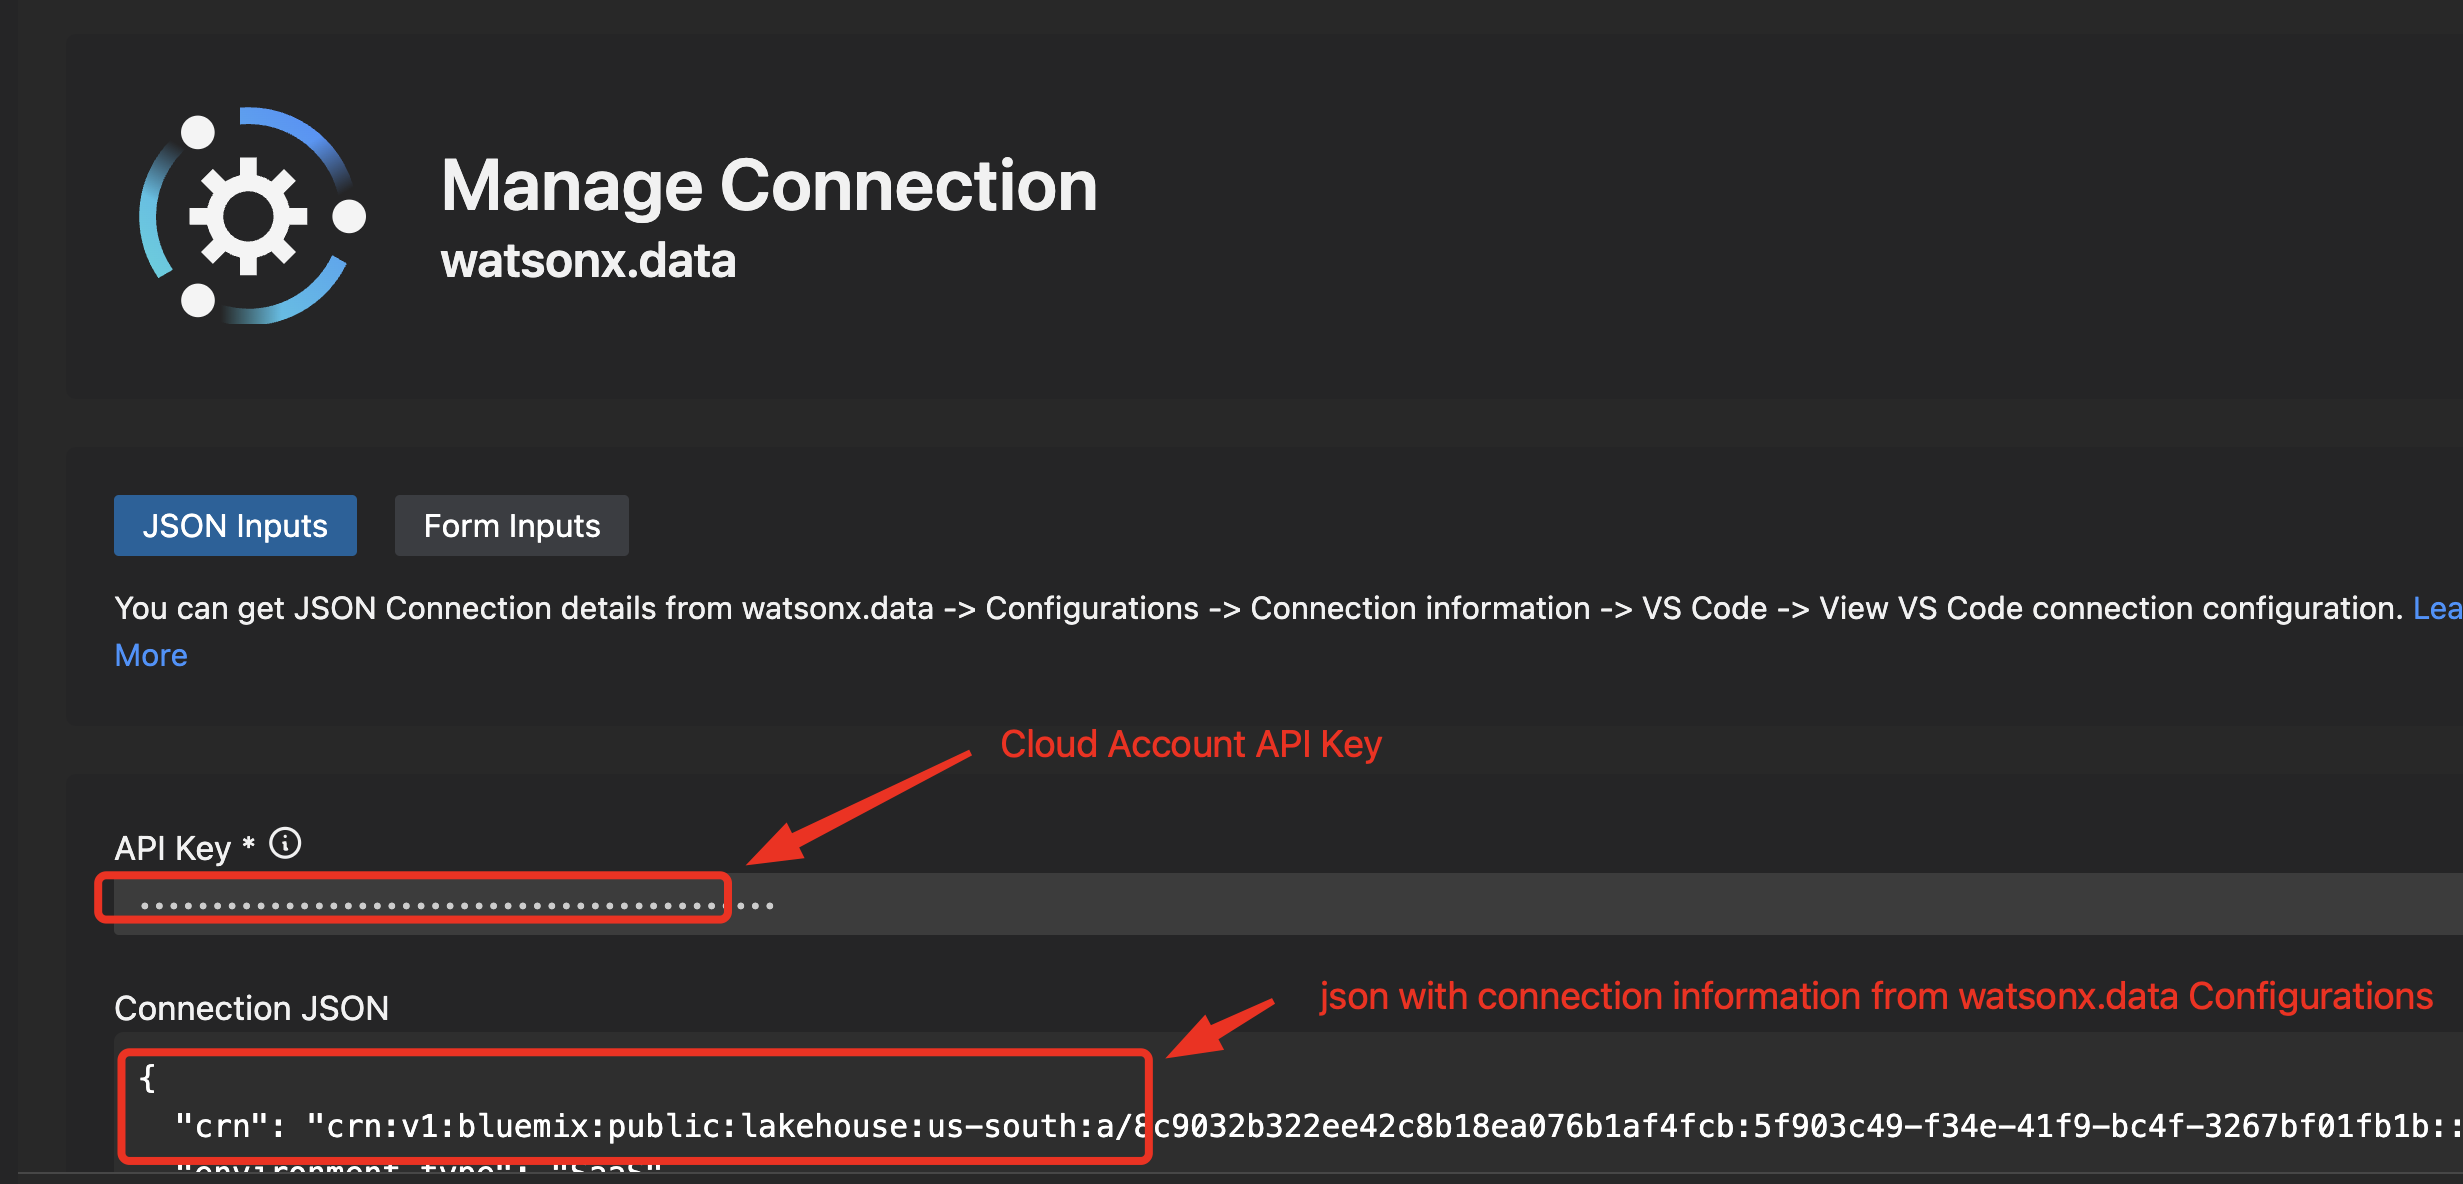 Manage Connection
watsonx.data
JSON Inputs
Form Inputs
You can get JSON Connection details from watsonx.data -> Configurations -> Connection information -> VS Code -> View VS Code connection configuration. Lea
More
Cloud Account API Key
API Key *
json with connection information from watsonx.data Configurations
Connection JSON
{
"crn": "crn:v1:bluemix:public:lakehouse:us-south:a/8c9032b322ee42c8b18ea076b1af4fcb:5f903c49-f34e-41f9-bc4f-3267bf01fb1b::
"environment_type": "SaaS"